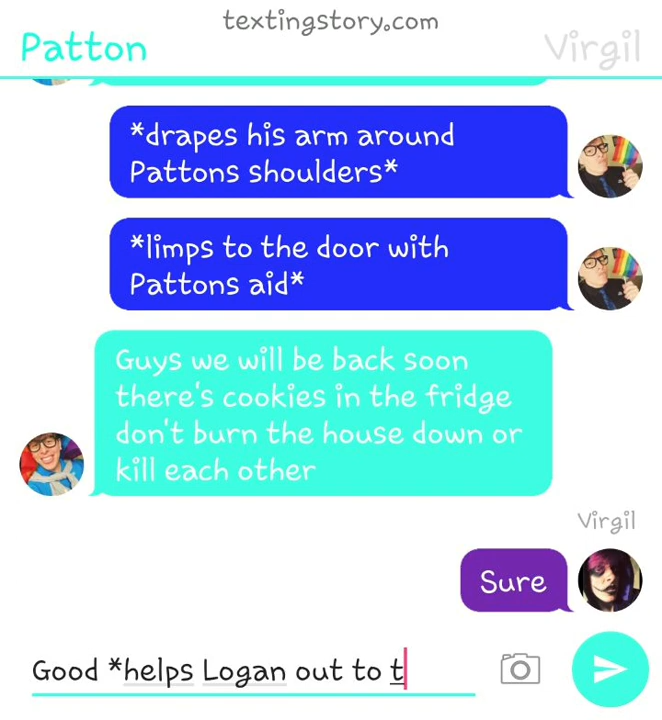 textingstory.com
Patton
Virgil
*drapes his arm around
Pattons shoulders*
*limps to the door with
Pattons aid*
Guys we will be back soon
there's cookies in the fridge
don't burn the house down or
kill each other
Virgil
Sure
Good *helps Logan out to t